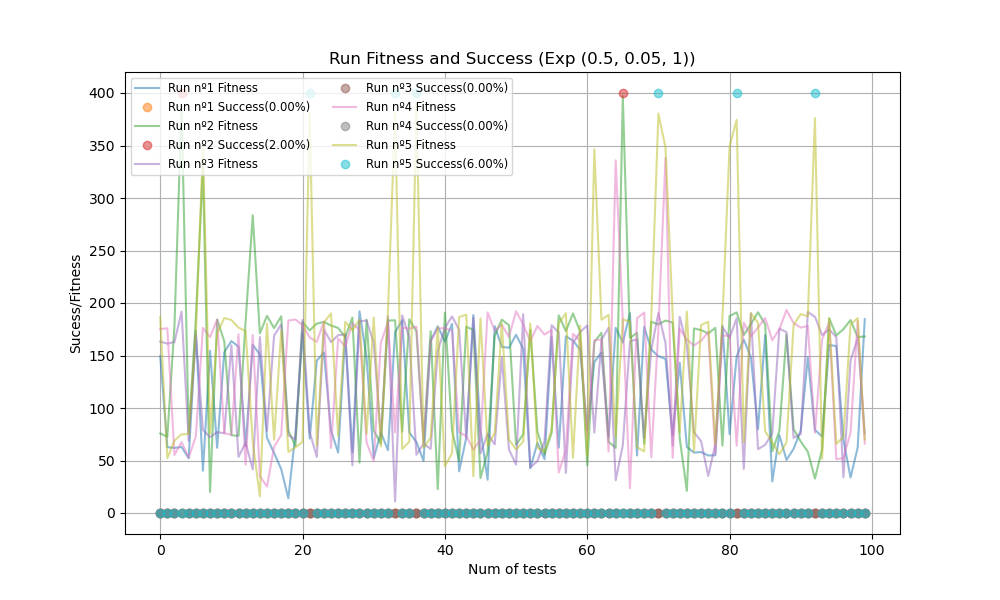 Run Fitness and Success (Exp (0.5, 0.05, 1))
Run nº1 Fitness
Run nº1 Success(0.00%)
Run nº2 Fitness
Run nº2 Success(2.00%)
Run nº3 Fitness
Run nº3 Success(0.00%)
Run nº4 Fitness
Run nº4 Success(0.00%)
Run nº5 Fitness
Run nº5 Success(6.00%)
Success/Fitness
400
350
300
250
200
150
100
50
0
0 20 40 60 80 100
Num of tests